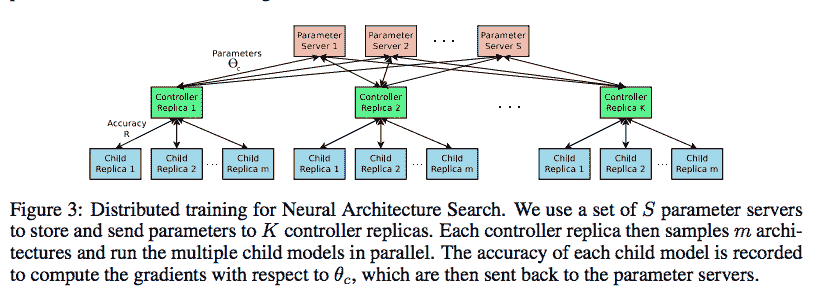 Parameter Server 1
Parameter Server 2
. . .
Parameter Server S
Parameters
Θc
Controller Replica 1
Controller Replica 2
. . .
Controller Replica K
Accuracy
R
Child Replica 1
Child Replica 2
...
Child Replica m
Child Replica 1
Child Replica 2
...
Child Replica m
Child Replica 1
Child Replica 2
...
Child Replica m
Figure 3: Distributed training for Neural Architecture Search. We use a set of S parameter servers
to store and send parameters to K controller replicas. Each controller replica then samples m archi-
tectures and run the multiple child models in parallel. The accuracy of each child model is recorded
to compute the gradients with respect to θc, which are then sent back to the parameter servers.